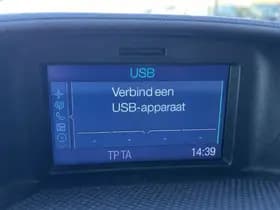 USB
Verbind een
USB-apparaat
TP TA
14:39